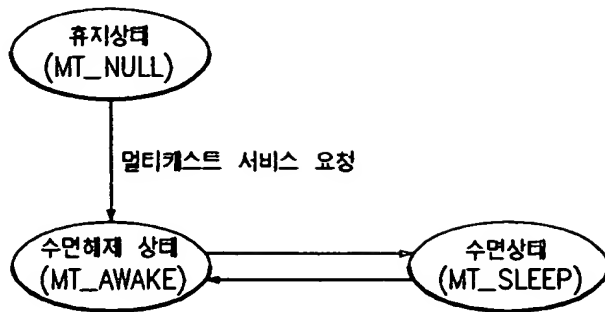 휴지상태
(MT_NULL)
멀티캐스트 서비스 요청
수면해제 상태
(MT_AWAKE)
수면상태
(MT_SLEEP)